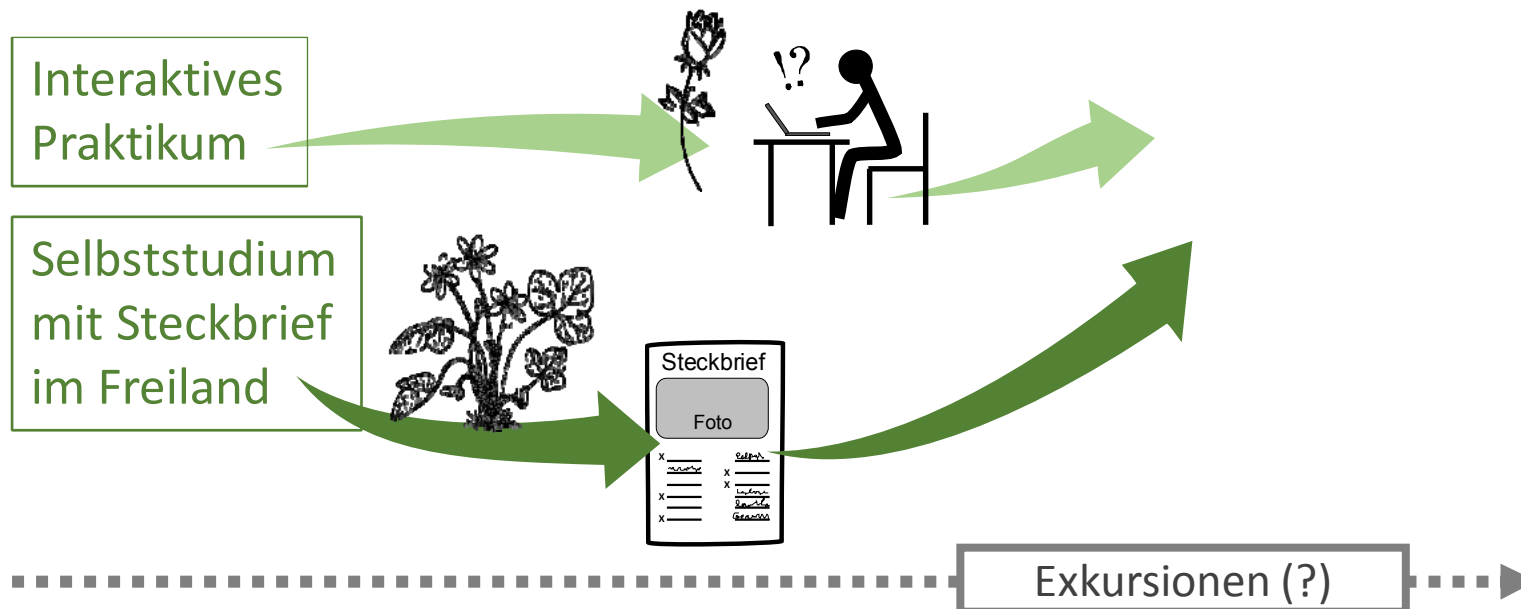 Interaktives
Praktikum
!?
Selbststudium
mit Steckbrief
im Freiland
Steckbrief
Foto
x
x
x
x
x
Exkursionen (?)